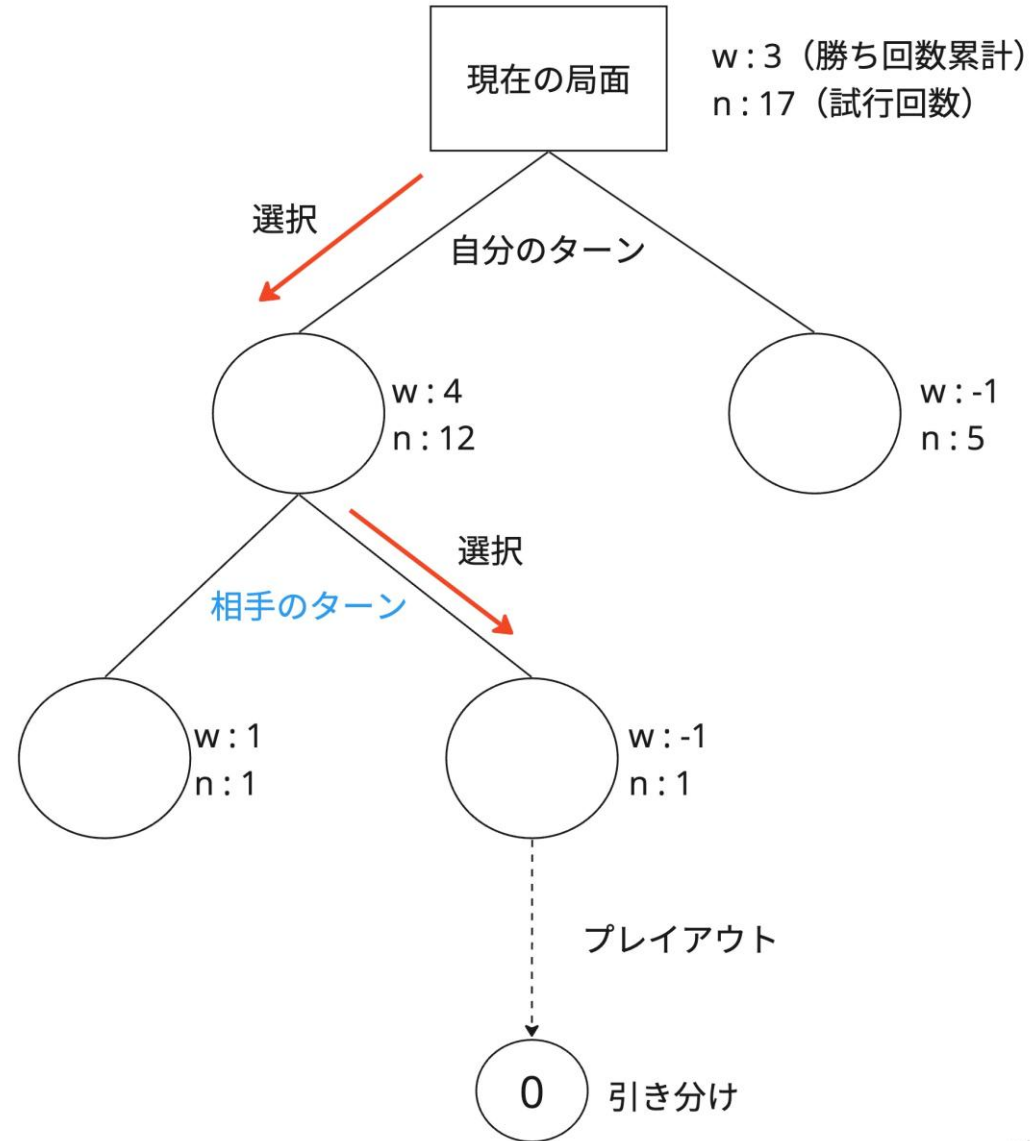 現在の局面
w : 3（勝ち回数累計）
n : 17（試行回数）
選択
自分のターン
w : 4
n : 12
w : -1
n : 5
選択
相手のターン
w : 1
n : 1
w : -1
n : 1
プレイアウト
0
引き分け